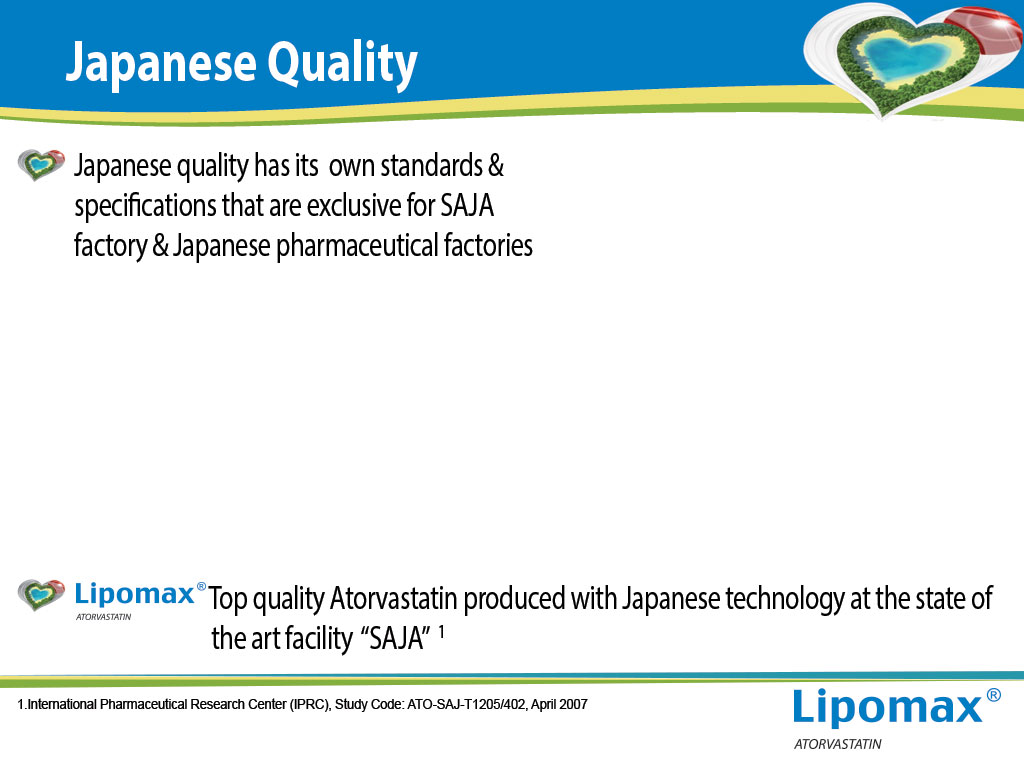 Japanese Quality
Japanese quality has its own standards &
specifications that are exclusive for SAJA
factory & Japanese pharmaceutical factories
Lipomax® Top quality Atorvastatin produced with Japanese technology at the state of
ATORVASTATIN
the art facility “SAJA” 1
1.International Pharmaceutical Research Center (IPRC), Study Code: ATO-SAJ-T1205/402, April 2007
Lipomax®
ATORVASTATIN